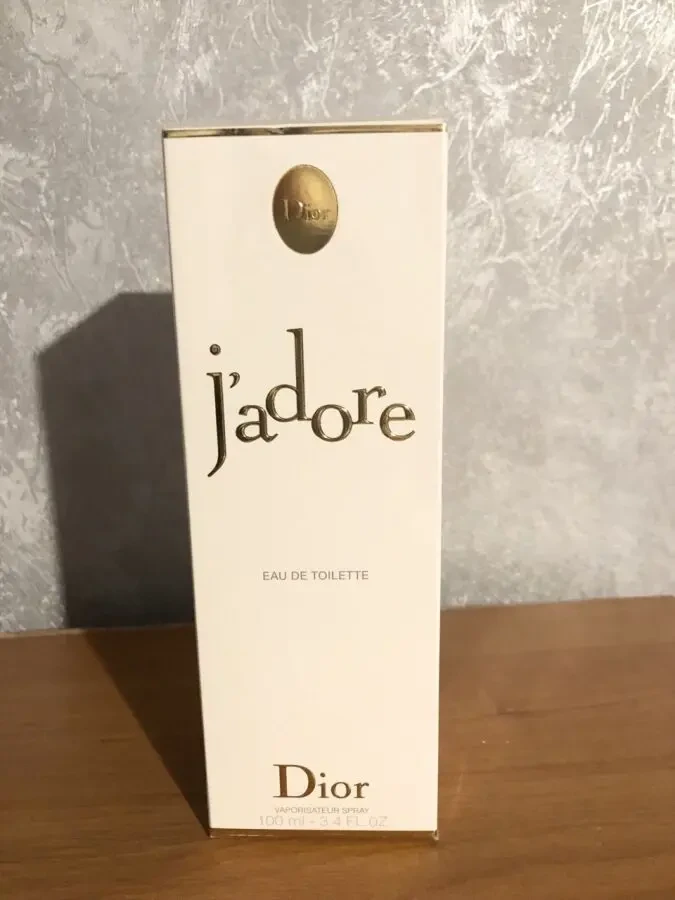 Dior
j'adore
EAU DE TOILETTE
Dior
VAPORISATEUR SPRAY
100 ml - 3.4 FL.OZ